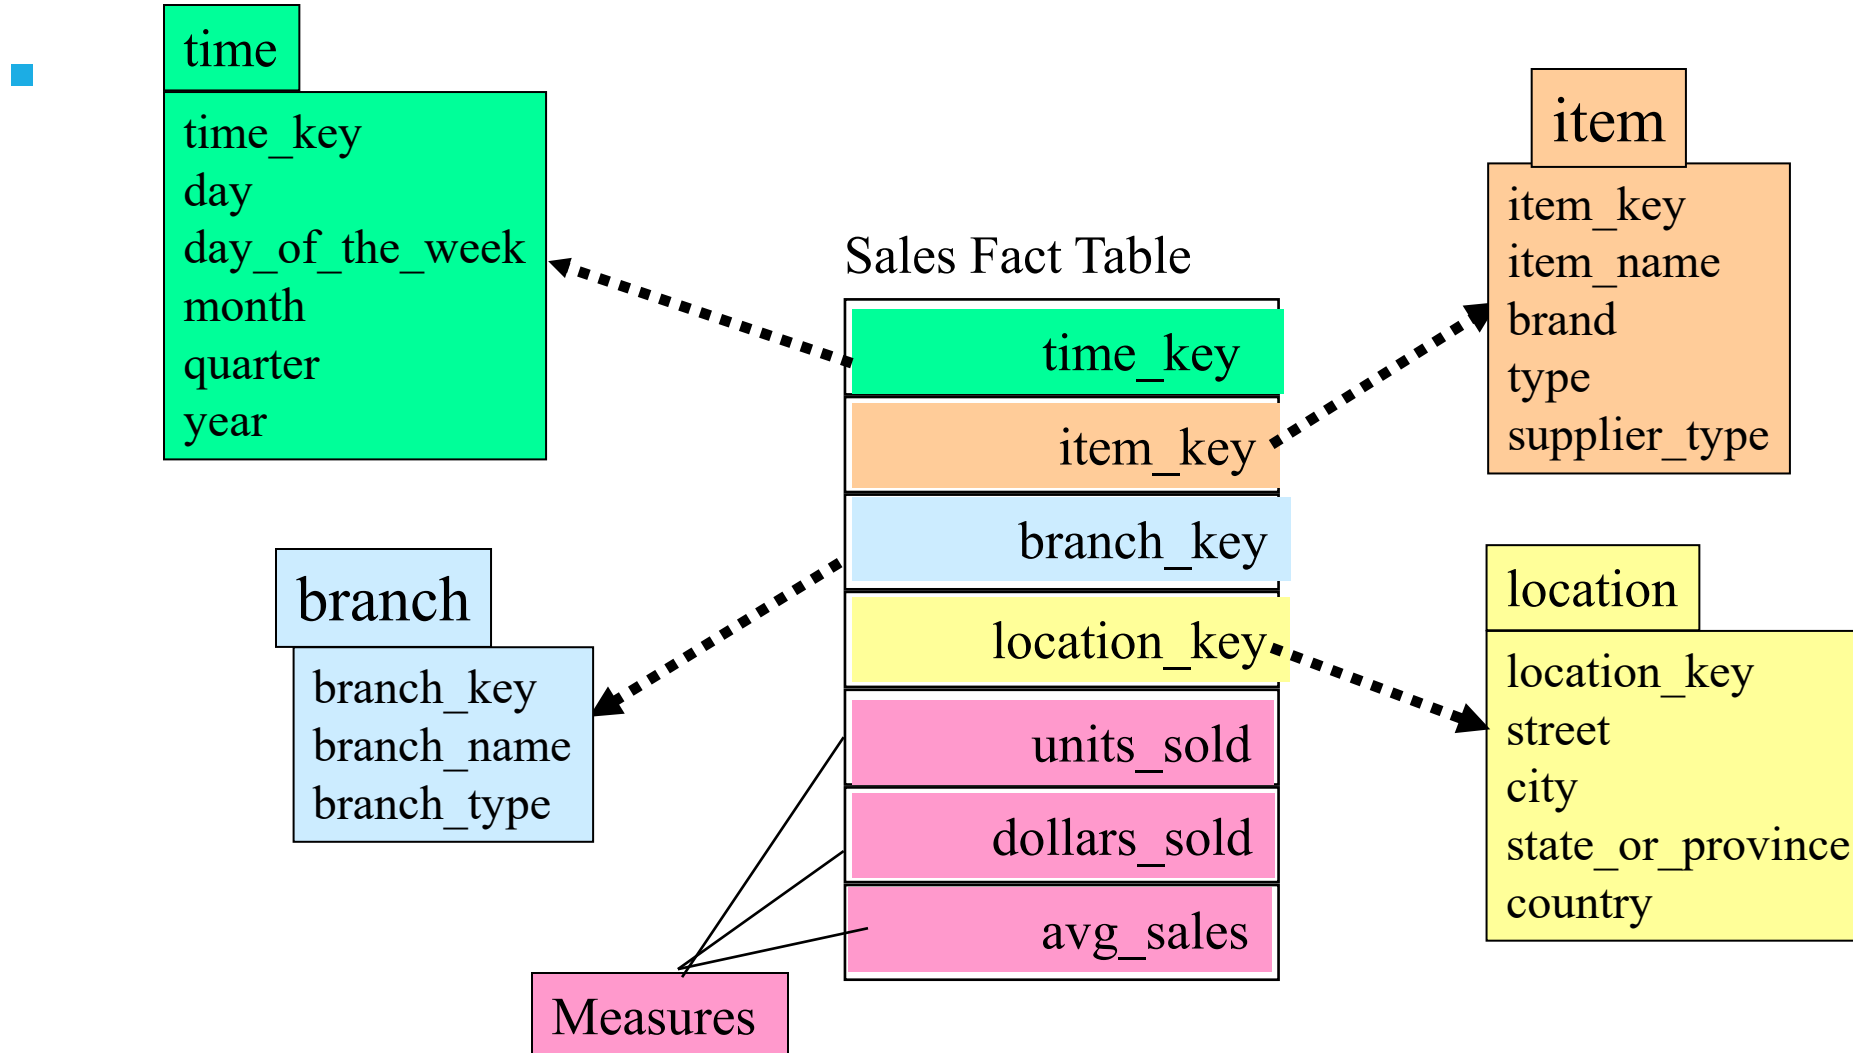 time
time_key
day
day_of_the_week
month
quarter
year
item
item_key
item_name
brand
type
supplier_type
Sales Fact Table
time_key
item_key
branch_key
location_key
units_sold
dollars_sold
avg_sales
branch
branch_key
branch_name
branch_type
location
location_key
street
city
state_or_province
country
Measures